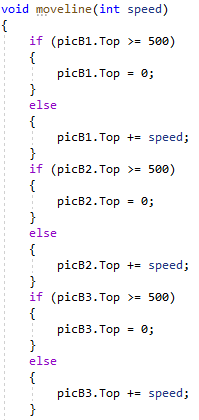 void moveline(int speed)
{
    if (picB1.Top >= 500)
    {
        picB1.Top = 0;
    }
    else
    {
        picB1.Top += speed;
    }
    if (picB2.Top >= 500)
    {
        picB2.Top = 0;
    }
    else
    {
        picB2.Top += speed;
    }
    if (picB3.Top >= 500)
    {
        picB3.Top = 0;
    }
    else
    {
        picB3.Top += speed;
    }